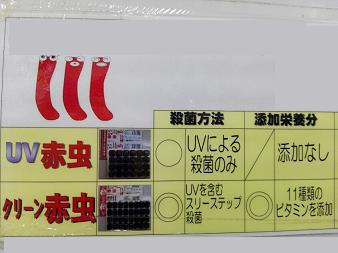 殺菌方法 添加栄養分
UV赤虫 ○ UVによる 添加なし
殺菌のみ
クリーン赤虫 ◎ UVを含む ◎ 11種類の
スリーステップ ビタミンを添加
殺菌